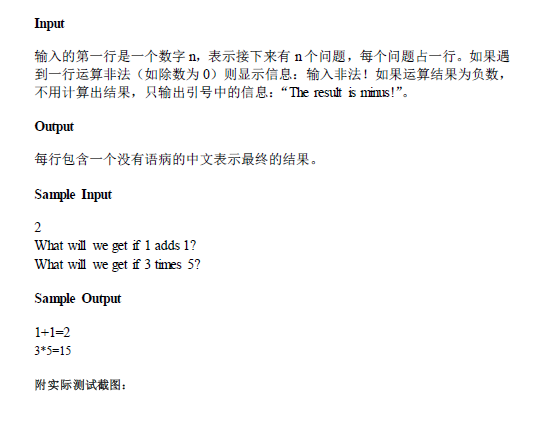 Input
输入的第一行是一个数字 n，表示接下来有 n 个问题，每个问题占一行。如果遇
到一行运算非法（如除数为 0）则显示信息：输入非法！如果运算结果为负数，
不用计算出结果，只输出引号中的信息：“The result is minus!”。
Output
每行包含一个没有语病的中文表示最终的结果。
Sample Input
2
What will we get if 1 adds 1?
What will we get if 3 times 5?
Sample Output
1+1=2
3*5=15
附实际测试截图：